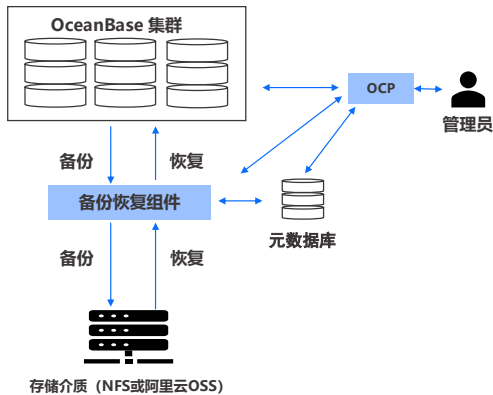 OceanBase 集群
OCP
管理员
备份
恢复
备份恢复组件
元数据库
备份
恢复
存储介质（NFS或阿里云OSS）